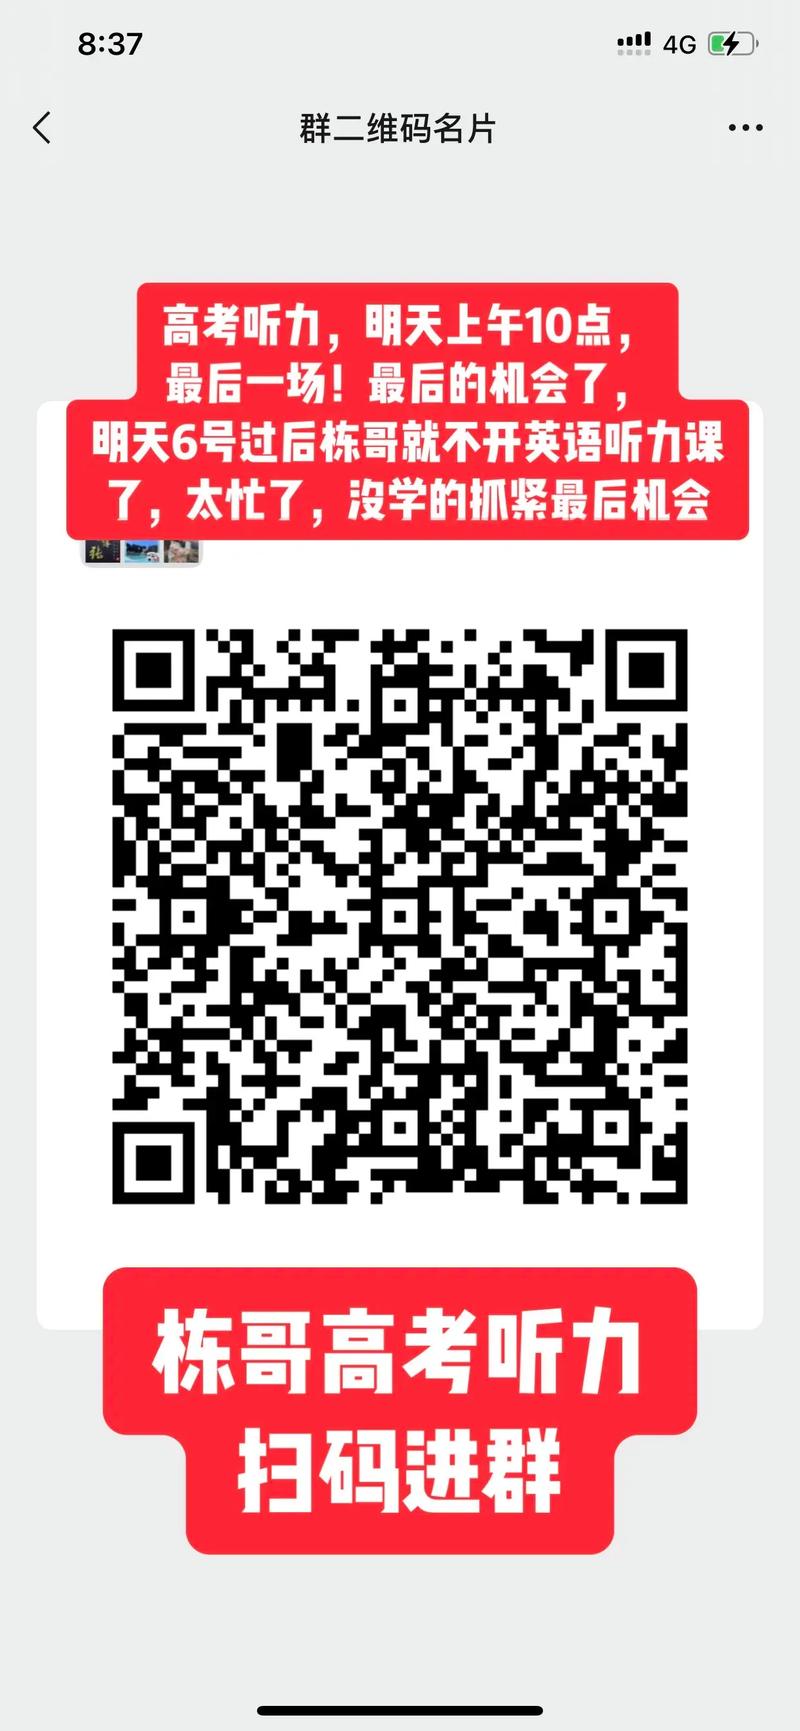 8:37
4G
群二维码名片
高考听力，明天上午10点，
最后一场！最后的机会了，
明天6号过后栋哥就不开英语听力课
了，太忙了，没学的抓紧最后机会
栋哥高考听力
扫码进群